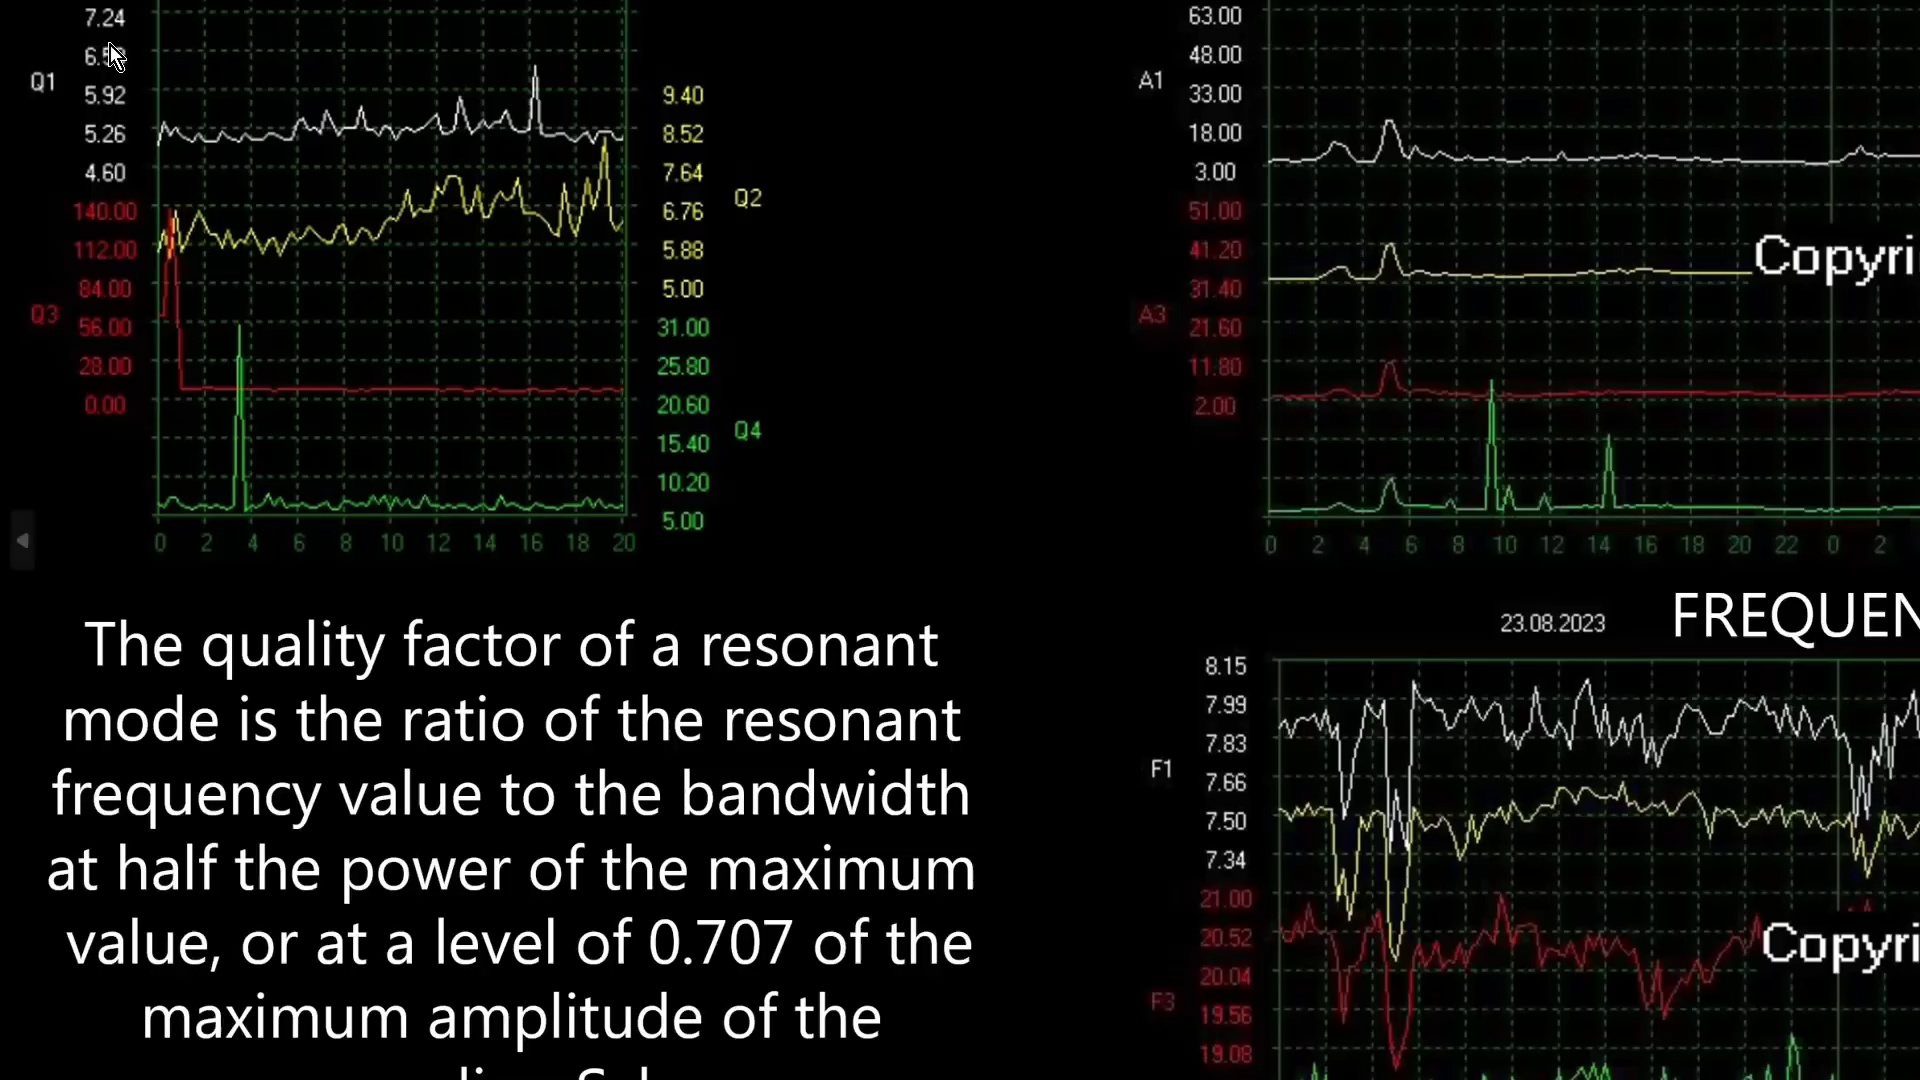 7.24
5.92
Q1
5.26
4.60
140.00
112.00
84.00
Q3
56.00
28.00
0.00
9.40
8.52
7.64
Q2
6.76
5.88
5.00
31.00
25.80
20.60
Q4
15.40
10.20
5.00
0 2 4 6 8 10 12 14 16 18 20
63.00
48.00
A1
33.00
18.00
3.00
51.00
41.20
31.40
A3
21.60
11.80
2.00
0 2 4 6 8 10 12 14 16 18 20 22 0 2
The quality factor of a resonant
mode is the ratio of the resonant
frequency value to the bandwidth
at half the power of the maximum
value, or at a level of 0.707 of the
maximum amplitude of the
23.08.2023
8.15
7.99
7.83
F1
7.66
7.50
7.34
21.00
20.52
20.04
F3
19.56
19.08